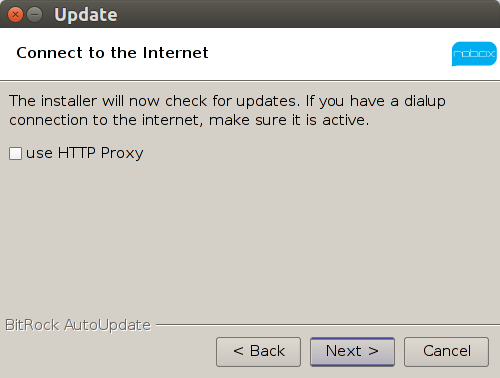 Update
Connect to the Internet
robox
The installer will now check for updates. If you have a dialup
connection to the internet, make sure it is active.
use HTTP Proxy
BitRock AutoUpdate
< Back
Next >
Cancel